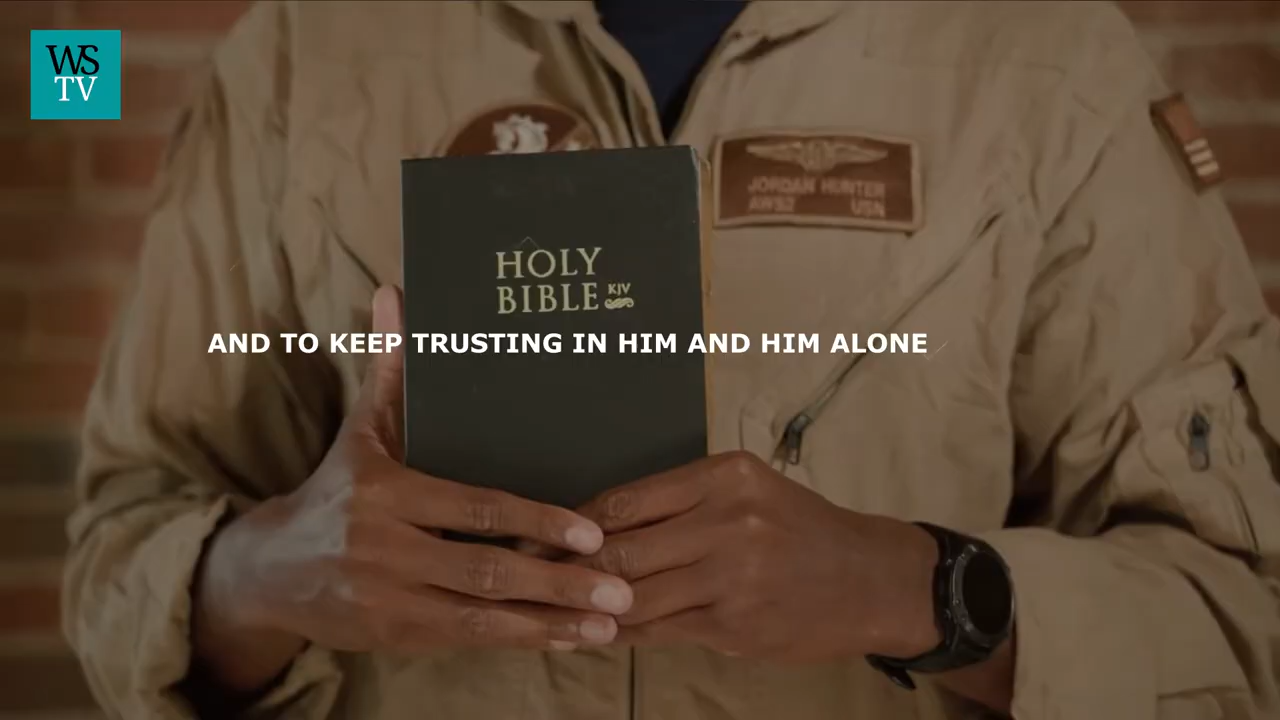 WS
TV
HOLY
BIBLE KJV
JORDAN HUNTER
AWS2 USN
AND TO KEEP TRUSTING IN HIM AND HIM ALONE